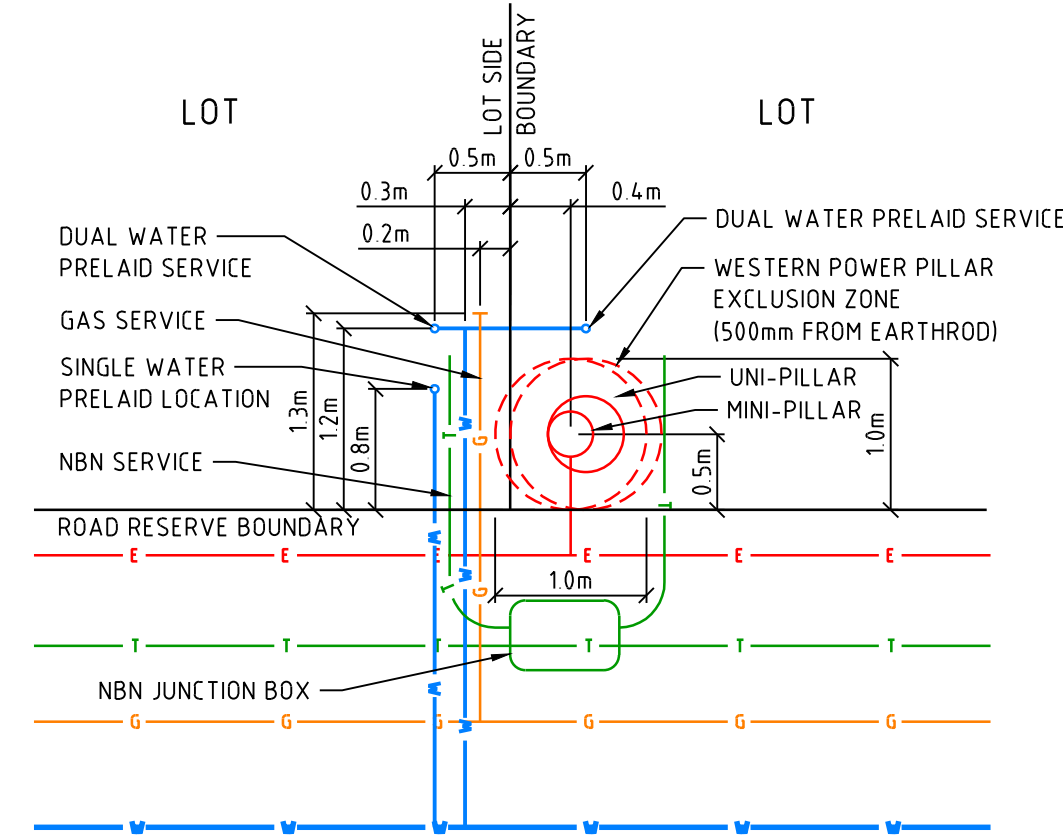 LOT SIDE
BOUNDARY
LOT
LOT
0.5m
0.5m
0.3m
0.4m
0.2m
DUAL WATER
PRELAID SERVICE
DUAL WATER PRELAID SERVICE
WESTERN POWER PILLAR
EXCLUSION ZONE
(500mm FROM EARTHROD)
GAS SERVICE
SINGLE WATER
PRELAID LOCATION
UNI-PILLAR
MINI-PILLAR
1.3m
1.2m
0.8m
1.0m
0.5m
NBN SERVICE
T
W
G
T
ROAD RESERVE BOUNDARY
W
E
E
E
E
E
E
T
W
G
1.0m
T
T
T
T
T
T
NBN JUNCTION BOX
W
G
G
G
W
G
G
G
W
W
W
W
W
W